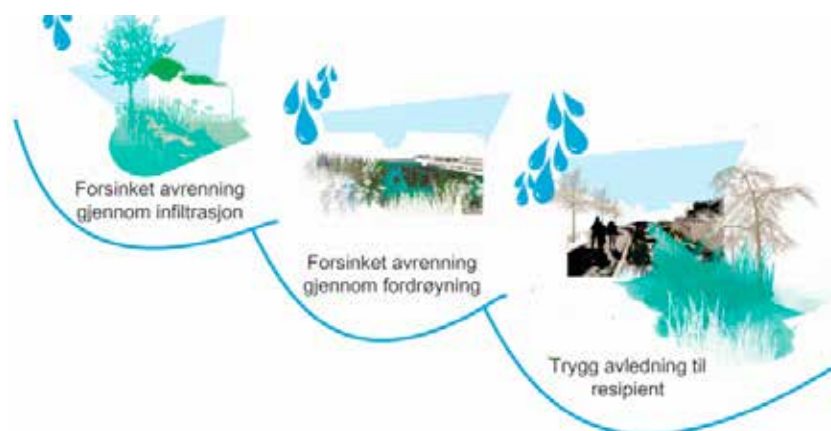 Forsinket avrenning
gjennom infiltrasjon
Forsinket avrenning
gjennom fordrøyning
Trygg avledning til
resipient